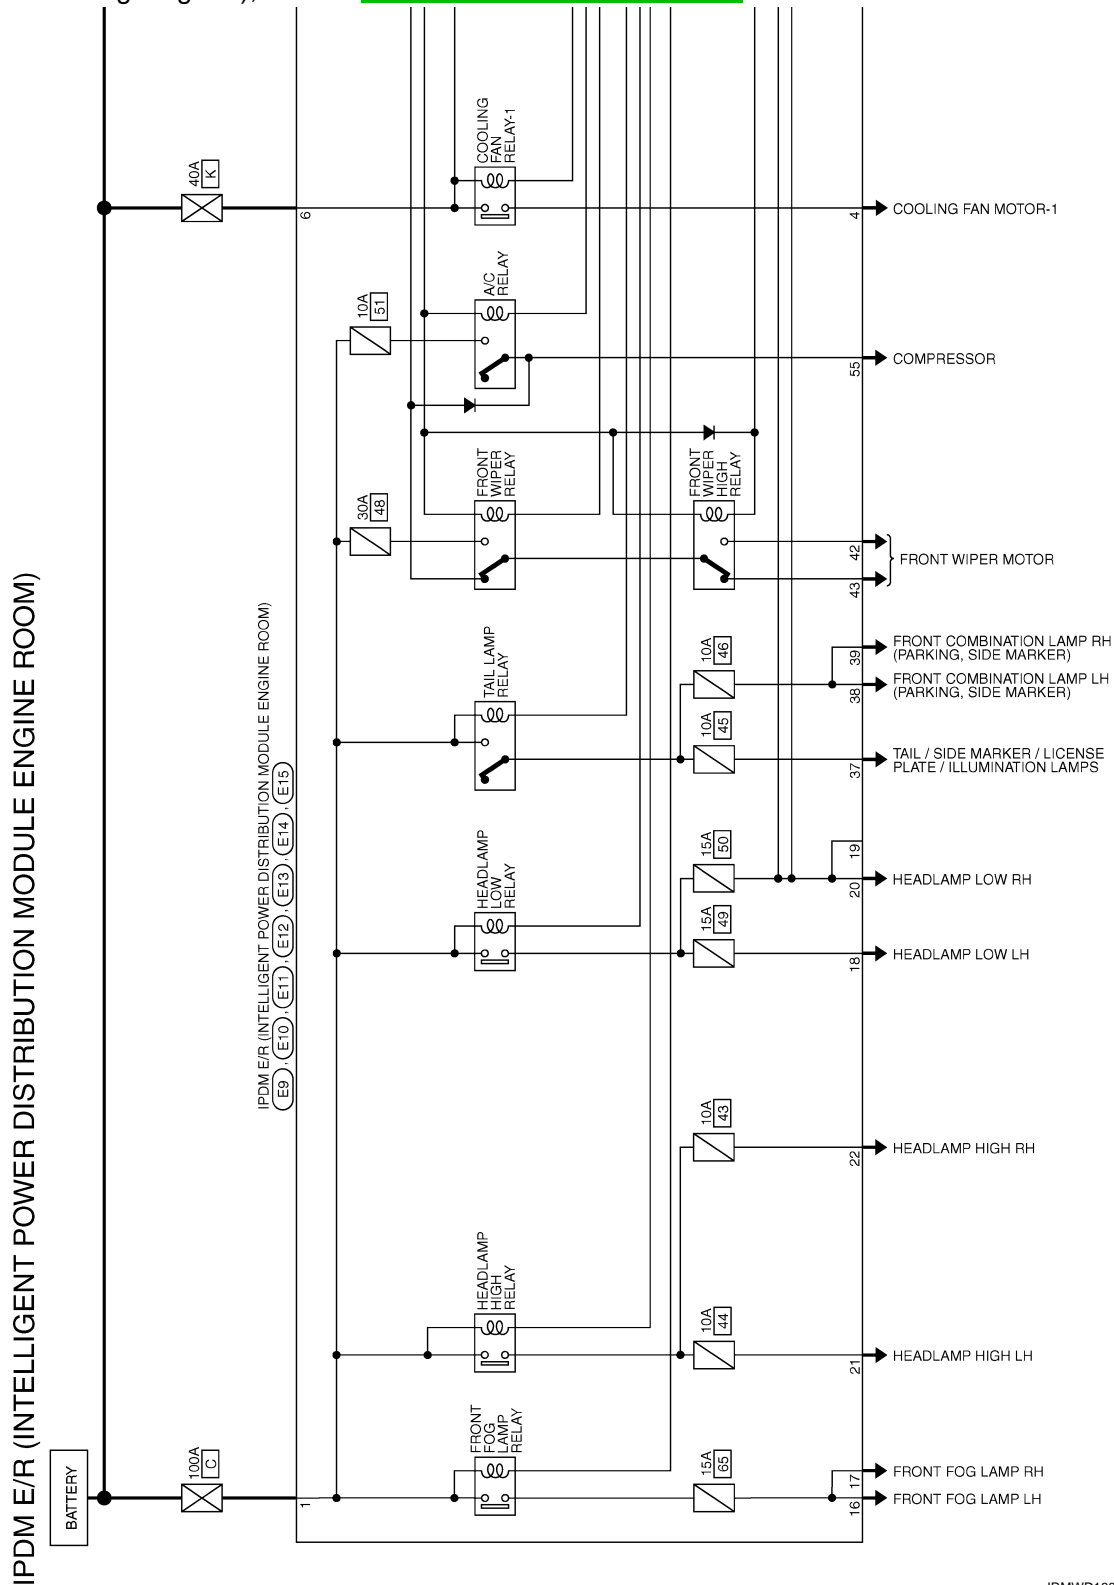 IPDM E/R (INTELLIGENT POWER DISTRIBUTION MODULE ENGINE ROOM)
40A
K
6
COOLING
FAN
RELAY-1
4
COOLING FAN MOTOR-1
10A
51
A/C
RELAY
55
COMPRESSOR
30A
48
FRONT
WIPER
RELAY
FRONT
WIPER
HIGH
RELAY
42
43
FRONT WIPER MOTOR
IPDM E/R (INTELLIGENT POWER DISTRIBUTION MODULE ENGINE ROOM)
E9 , E10 , E11 , E12 , E13 , E14 , E15
TAIL LAMP
RELAY
10A
46
39
FRONT COMBINATION LAMP RH
(PARKING, SIDE MARKER)
38
FRONT COMBINATION LAMP LH
(PARKING, SIDE MARKER)
10A
45
37
TAIL / SIDE MARKER / LICENSE
PLATE / ILLUMINATION LAMPS
HEADLAMP
LOW
RELAY
15A
50
19
20
HEADLAMP LOW RH
15A
49
18
HEADLAMP LOW LH
10A
43
22
HEADLAMP HIGH RH
HEADLAMP
HIGH
RELAY
10A
44
21
HEADLAMP HIGH LH
BATTERY
100A
C
1
FRONT
FOG
LAMP
RELAY
15A
65
17
FRONT FOG LAMP RH
16
FRONT FOG LAMP LH